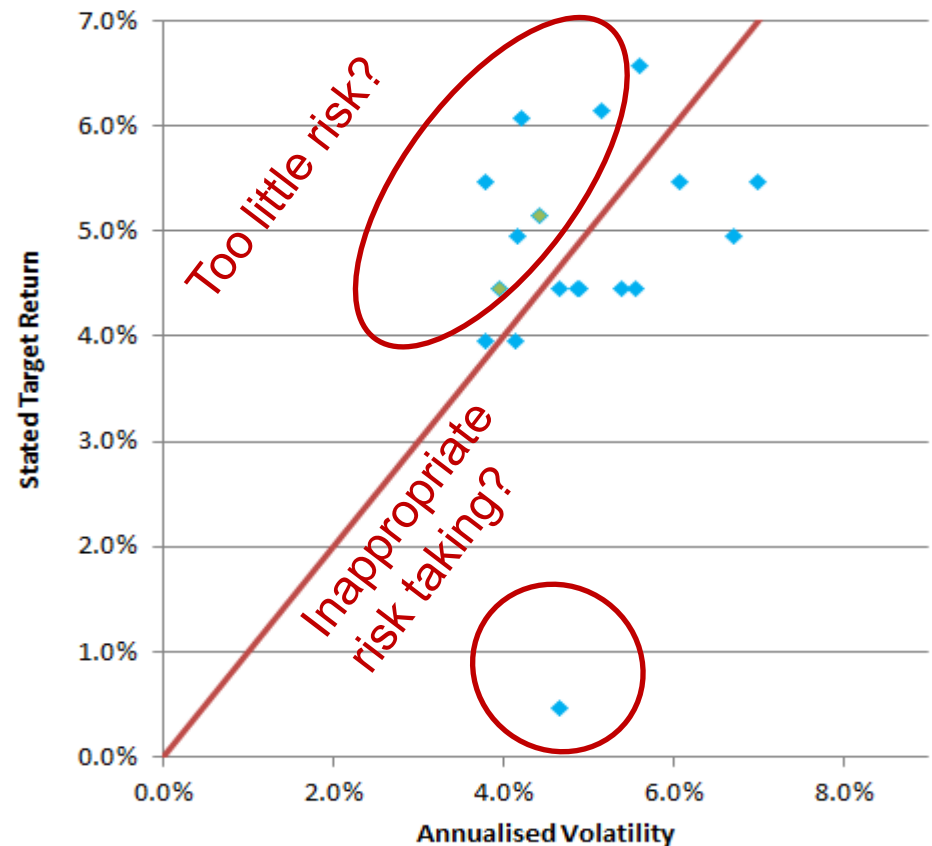 7.0%
6.0%
5.0%
4.0%
3.0%
2.0%
1.0%
0.0%
Stated Target Return
Too little risk?
Inappropriate
risk taking?
0.0% 2.0% 4.0% 6.0% 8.0%
Annualised Volatility